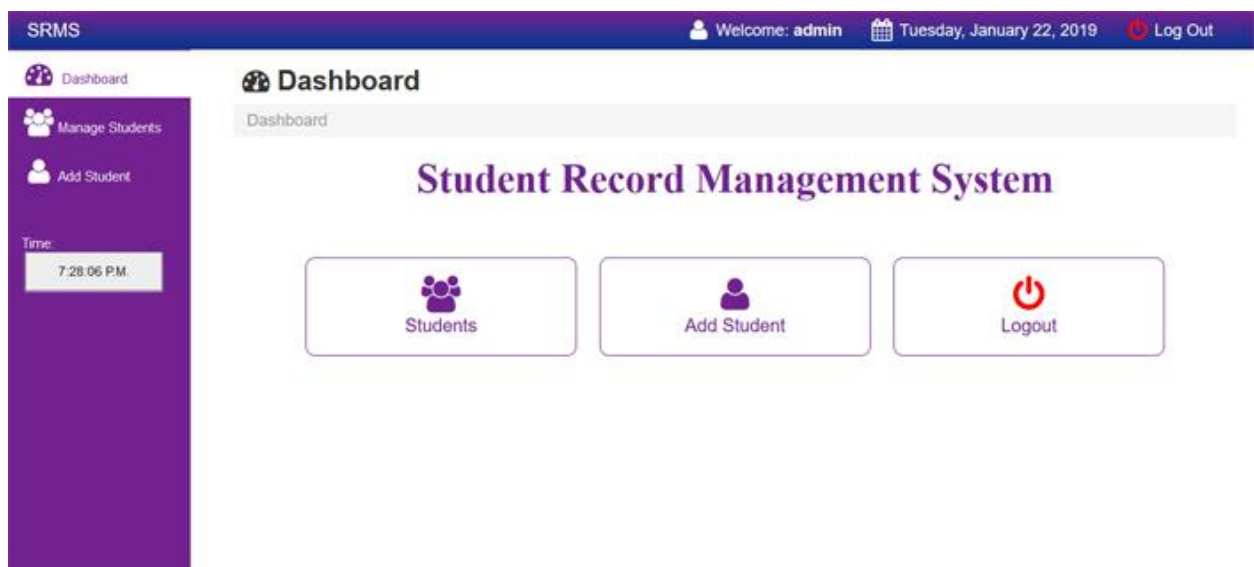 SRMS
Welcome: admin
Tuesday, January 22, 2019
Log Out
Dashboard
Manage Students
Add Student
Time:
7:28:06 P.M.
Dashboard
Dashboard
Student Record Management System
Students
Add Student
Logout